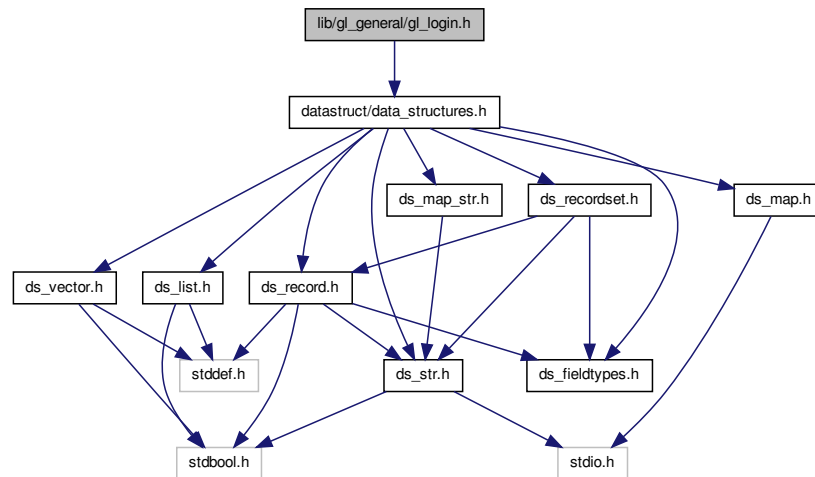 lib/gl_general/gl_login.h
datastruct/data_structures.h
ds_map_str.h
ds_recordset.h
ds_map.h
ds_vector.h
ds_list.h
ds_record.h
stddef.h
ds_str.h
ds_fieldtypes.h
stdbool.h
stdio.h